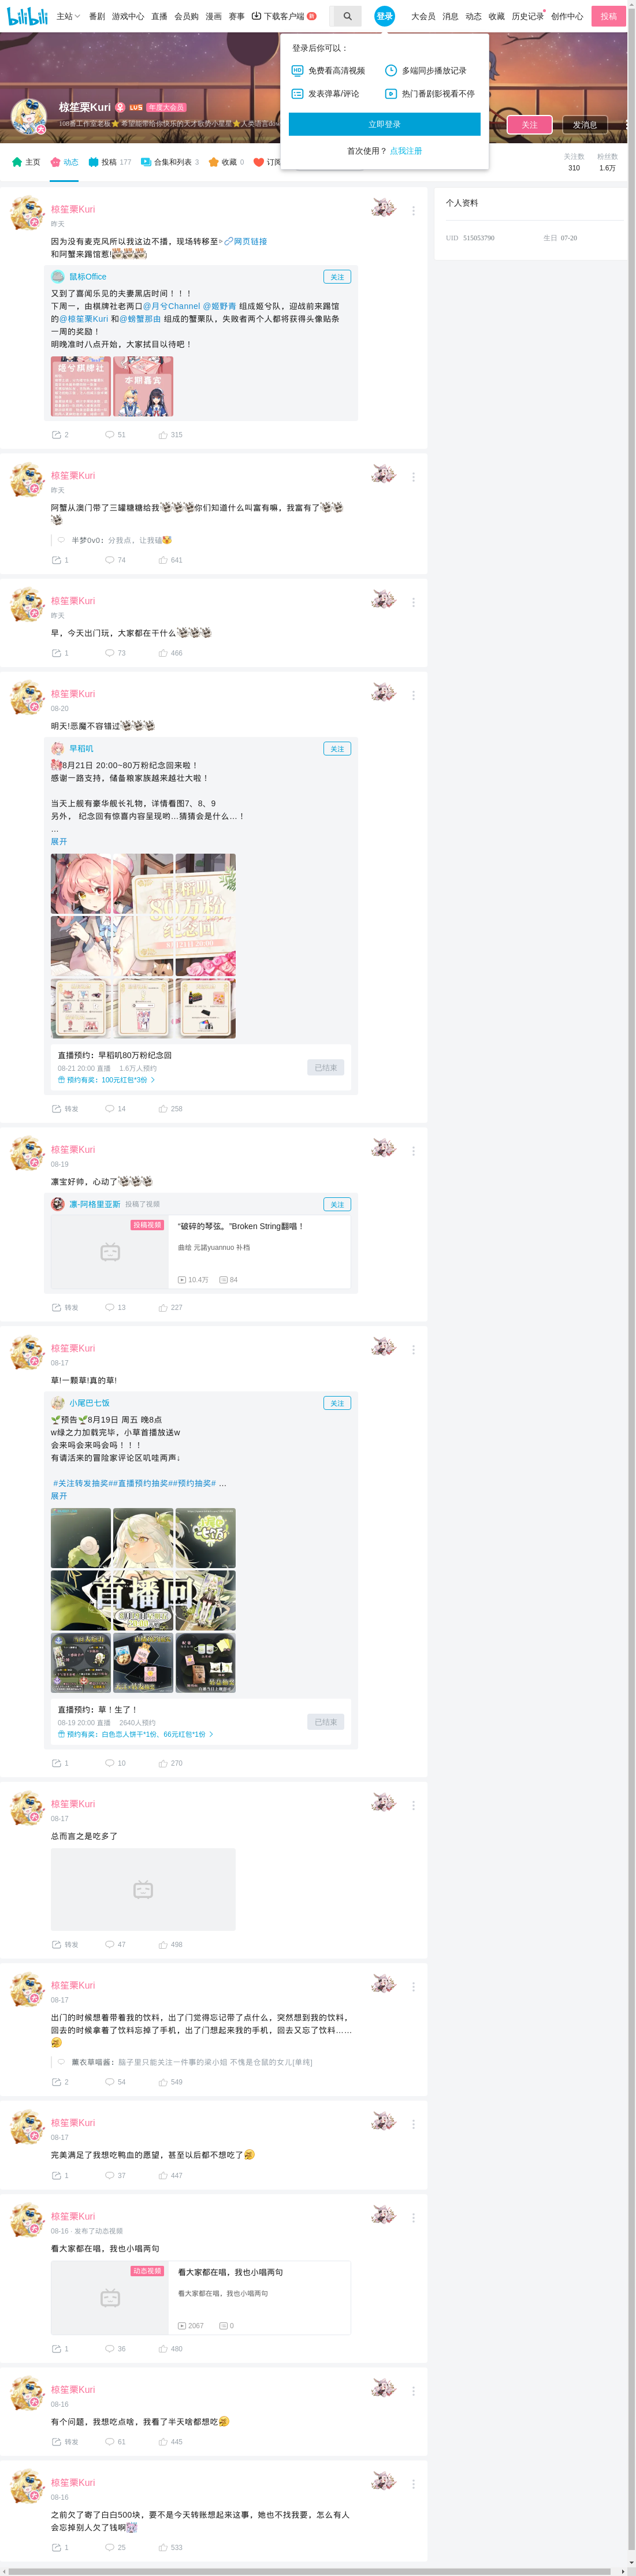 bilibili 主站 番剧 游戏中心 直播 会员购 漫画 赛事 下载客户端 登录 大会员 消息 动态 收藏 历史记录 创作中心 投稿
登录后你可以：
免费看高清视频 多端同步播放记录
发表弹幕/评论 热门番剧影视看不停
立即登录
首次使用？ 点我注册
椋笙栗Kuri LV5 年度大会员
关注 发消息
主页 动态 投稿 177 合集和列表 3 收藏 0 订阅
关注数 310 粉丝数 1.6万
个人资料
UID 515053790 生日 07-20
椋笙栗Kuri
昨天
因为没有麦克风所以我这边不播，现场转移至> 网页链接
和阿蟹来踢馆惹!
鼠标Office 关注
又到了喜闻乐见的夫妻黑店时间！！！
下周一，由棋牌社老两口@月兮Channel @姬野青 组成姬兮队，迎战前来踢馆
的@椋笙栗Kuri 和@螃蟹那由 组成的蟹栗队，失败者两个人都将获得头像贴条
一周的奖励！
明晚准时八点开始，大家拭目以待吧！
姬兮棋牌社 本期嘉宾
2 51 315
椋笙栗Kuri
昨天
阿蟹从澳门带了三罐糖糖给我 你们知道什么叫富有嘛，我富有了
半梦0v0：分我点，让我磕
1 74 641
椋笙栗Kuri
昨天
早，今天出门玩，大家都在干什么
1 73 466
椋笙栗Kuri
08-20
明天!恶魔不容错过
早稻叽 关注
8月21日 20:00~80万粉纪念回来啦！
感谢一路支持，储备粮家族越来越壮大啦！
当天上舰有豪华舰长礼物，详情看图7、8、9
另外， 纪念回有惊喜内容呈现哟...猜猜会是什么...！
...
展开
早稻叽
80万粉
纪念回
直播预约：早稻叽80万粉纪念回
08-21 20:00 直播 1.6万人预约
预约有奖：100元红包*3份
已结束
转发 14 258
椋笙栗Kuri
08-19
凛宝好帅，心动了
凛-阿格里亚斯 投稿了视频 关注
投稿视频
“破碎的琴弦。”Broken String翻唱！
曲绘 元諾yuannuo 补档
10.4万 84
转发 13 227
椋笙栗Kuri
08-17
草!一颗草!真的草!
小尾巴七饭 关注
预告 8月19日 周五 晚8点
w绿之力加载完毕，小草首播放送w
会来吗会来吗会吗！！！
有请活来的冒险家评论区叽哇两声↓
#关注转发抽奖##直播预约抽奖##预约抽奖# ...
展开
首播回
直播预约：草！生了！
08-19 20:00 直播 2640人预约
预约有奖：白色恋人饼干*1份、66元红包*1份
已结束
1 10 270
椋笙栗Kuri
08-17
总而言之是吃多了
转发 47 498
椋笙栗Kuri
08-17
出门的时候想着带着我的饮料，出了门觉得忘记带了点什么，突然想到我的饮料，
回去的时候拿着了饮料忘掉了手机，出了门想起来我的手机，回去又忘了饮料……
薰衣草喵酱：脑子里只能关注一件事的梁小姐 不愧是仓鼠的女儿[单纯]
2 54 549
椋笙栗Kuri
08-17
完美满足了我想吃鸭血的愿望，甚至以后都不想吃了
1 37 447
椋笙栗Kuri
08-16 · 发布了动态视频
看大家都在唱，我也小唱两句
动态视频
看大家都在唱，我也小唱两句
看大家都在唱，我也小唱两句
2067 0
1 36 480
椋笙栗Kuri
08-16
有个问题，我想吃点啥，我看了半天啥都想吃
转发 61 445
椋笙栗Kuri
08-16
之前欠了寄了白白500块，要不是今天转账想起来这事，她也不找我要，怎么有人
会忘掉别人欠了钱啊
1 25 533